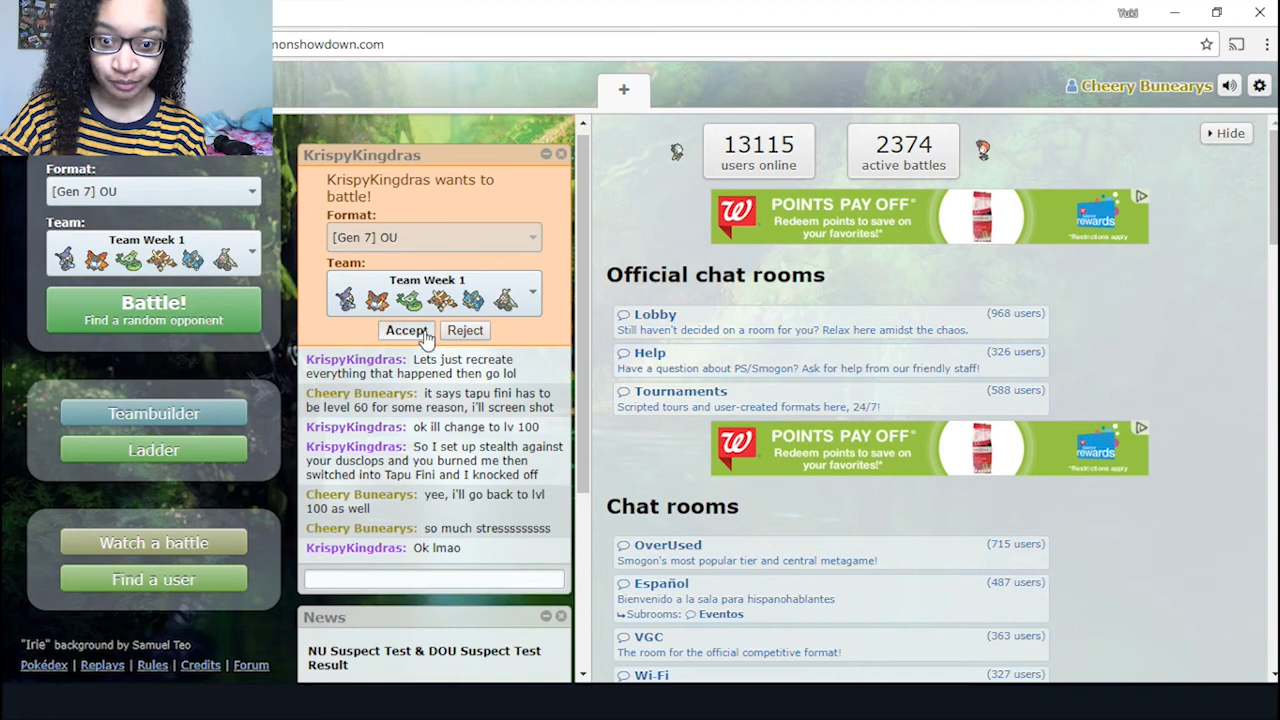 Yuki
monshowdown.com
Cheery Bunearys
+
13115
users online
2374
active battles
Hide
Format:
[Gen 7] OU
Team:
Team Week 1
Battle!
Find a random opponent
Teambuilder
Ladder
Watch a battle
Find a user
"Irie" background by Samuel Teo
Pokédex | Replays | Rules | Credits | Forum
KrispyKingdras
KrispyKingdras wants to
battle!
Format:
[Gen 7] OU
Team:
Team Week 1
Accept Reject
KrispyKingdras: Lets just recreate
everything that happened then go lol
Cheery Bunearys: it says tapu fini has to
be level 60 for some reason, i'll screen shot
KrispyKingdras: ok ill change to lv 100
KrispyKingdras: So I set up stealth against
your dusclops and you burned me then
switched into Tapu Fini and I knocked off
Cheery Bunearys: yee, i'll go back to lvl
100 as well
Cheery Bunearys: so much stresssssssss
KrispyKingdras: Ok lmao
News
NU Suspect Test & DOU Suspect Test
Result
W
POINTS PAY OFF*
Redeem points to save on
your favorites!*
balance
rewards
*Restrictions apply
Official chat rooms
Lobby (968 users)
Still haven't decided on a room for you? Relax here amidst the chaos.
Help (326 users)
Have a question about PS/Smogon? Ask for help from our friendly staff!
Tournaments (588 users)
Scripted tours and user-created formats here, 24/7!
W
POINTS PAY OFF*
Redeem points to save on
your favorites!*
balance
rewards
*Restrictions apply
Chat rooms
OverUsed (715 users)
Smogon's most popular tier and central metagame!
Español (487 users)
Bienvenido a la sala para hispanohablantes
Subrooms: Eventos
VGC (363 users)
The room for the official competitive format!
Wi-Fi (327 users)